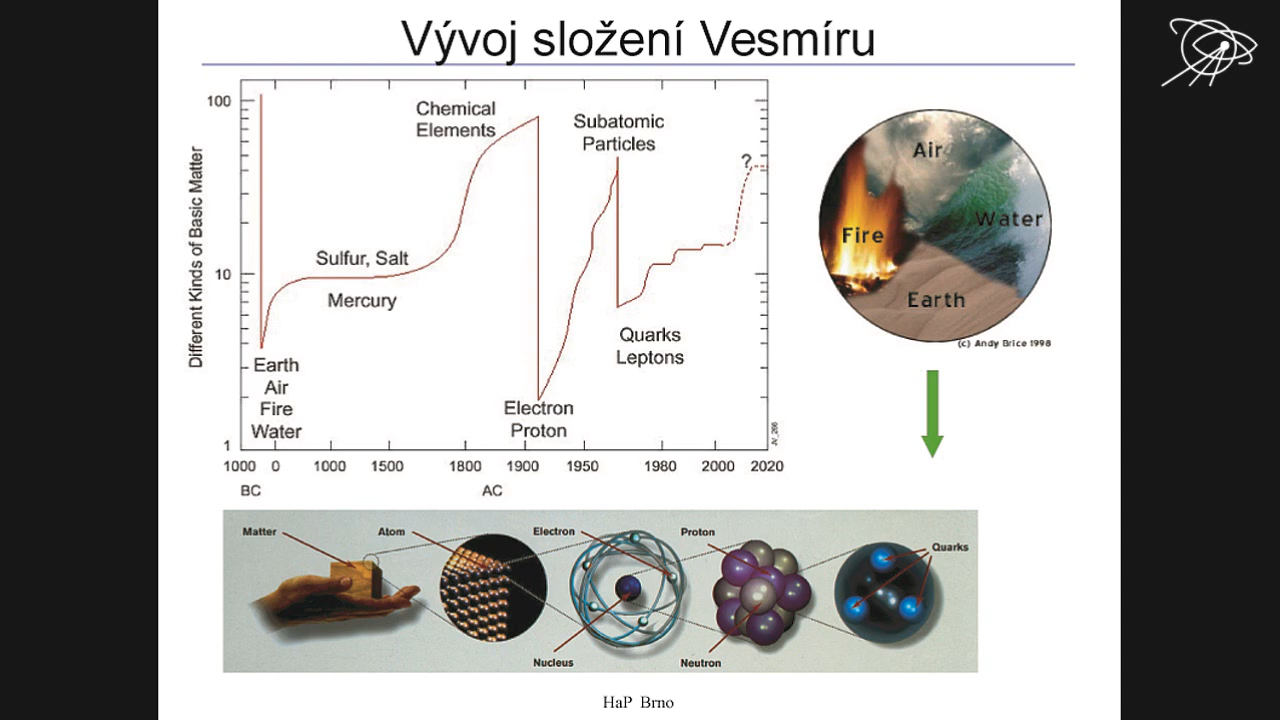 Vývoj složení Vesmíru
Different Kinds of Basic Matter
100
10
1
Chemical
Elements
Subatomic
Particles
?
Sulfur, Salt
Mercury
Quarks
Leptons
Earth
Air
Fire
Water
Electron
Proton
1000 0 1000 1500 1800 1900 1950 1980 2000 2020
BC AC
Air
Water
Fire
Earth
(c) Andy Brice 1998
Matter
Atom
Electron
Proton
Quarks
Nucleus
Neutron
HaP Brno